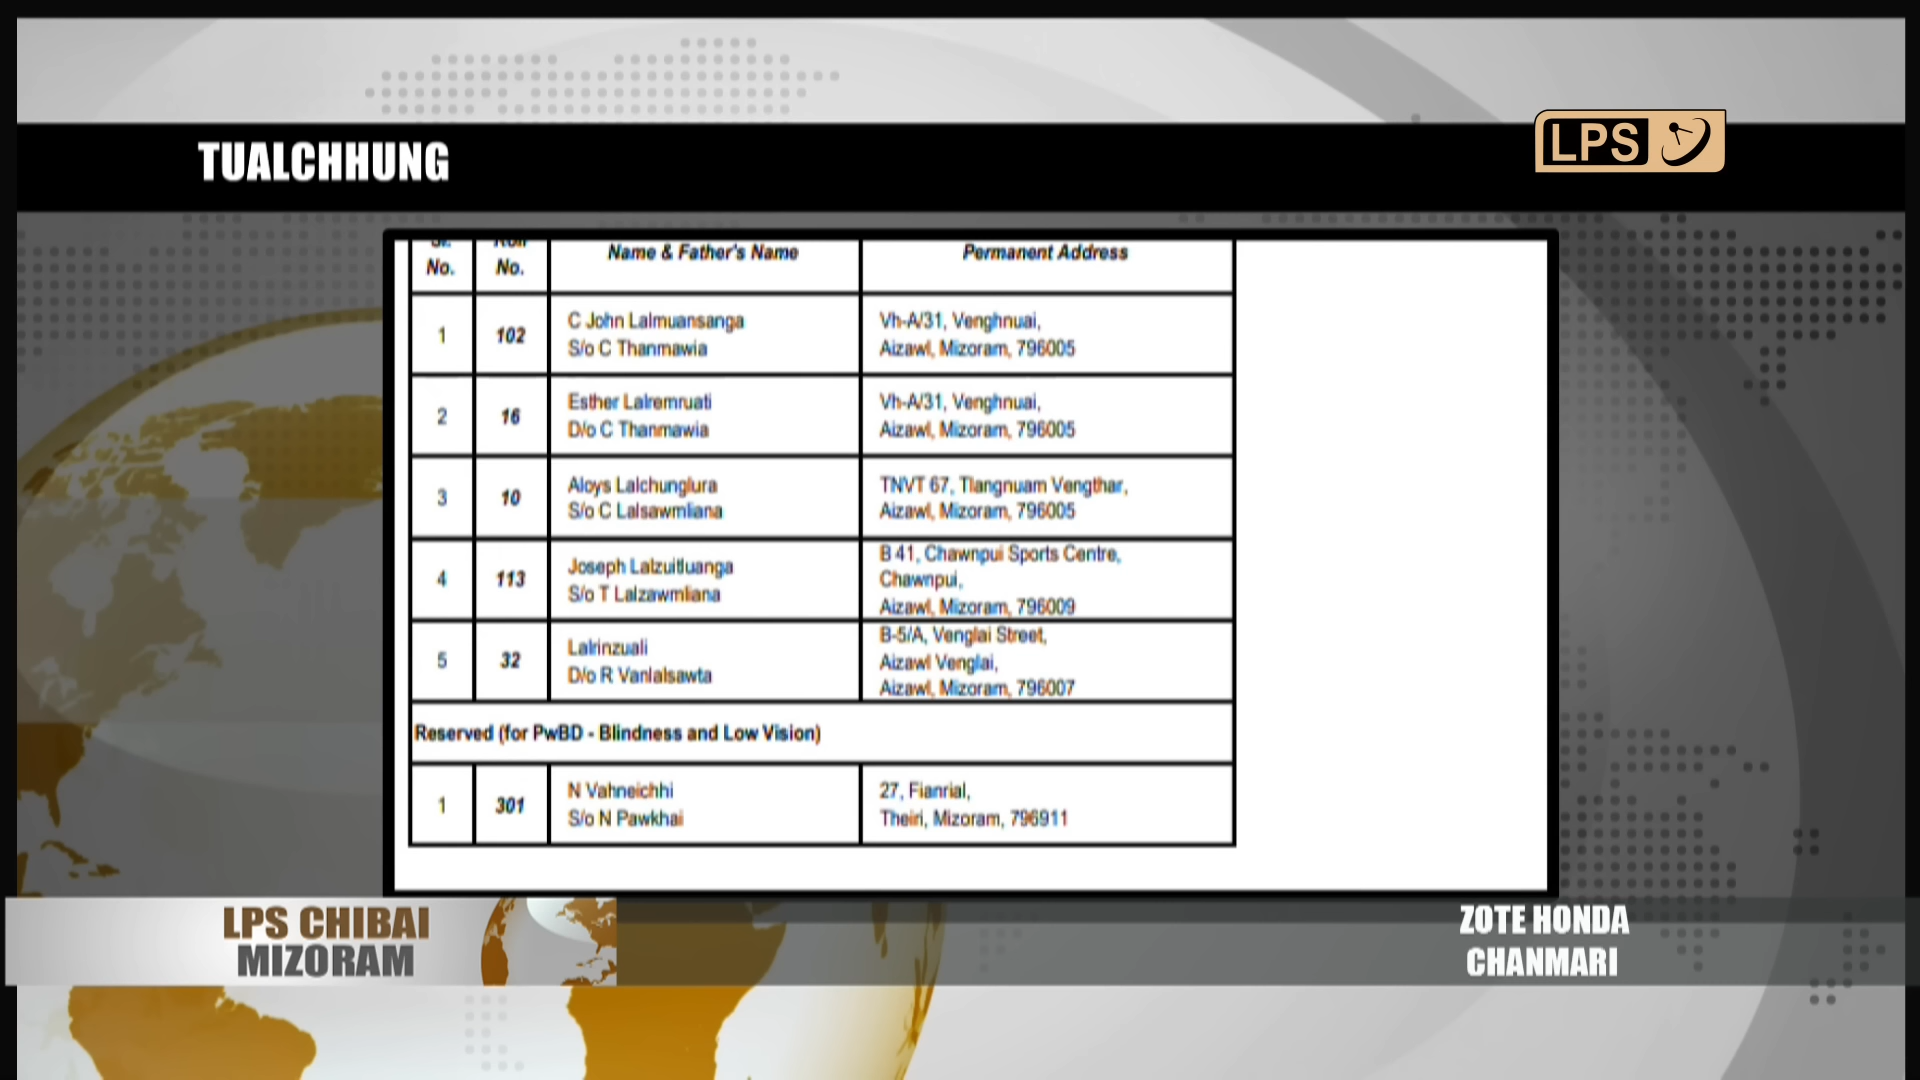 TUALCHHUNG
LPS
Sr. Roll
No. No. Name & Father's Name Permanent Address
1 102 C John Lalmuansanga Vh-A/31, Venghnuai,
S/o C Thanmawia Aizawl, Mizoram, 796005
2 16 Esther Lalremruati Vh-A/31, Venghnuai,
D/o C Thanmawia Aizawl, Mizoram, 796005
3 10 Aloys Lalchunglura TNVT 67, Tlangnuam Vengthar,
S/o C Lalsawmliana Aizawl, Mizoram, 796005
4 113 Joseph Lalzuitluanga B 41, Chawnpui Sports Centre,
S/o T Lalzawmliana Chawnpui,
Aizawl, Mizoram, 796009
5 32 Lalrinzuali B-5/A, Venglai Street,
D/o R Vanlalsawta Aizawl Venglai,
Aizawl, Mizoram, 796007
Reserved (for PwBD - Blindness and Low Vision)
1 301 N Vahneichhi 27, Fianrial,
S/o N Pawkhai Theiri, Mizoram, 796911
LPS CHIBAI
MIZORAM
ZOTE HONDA
CHANMARI